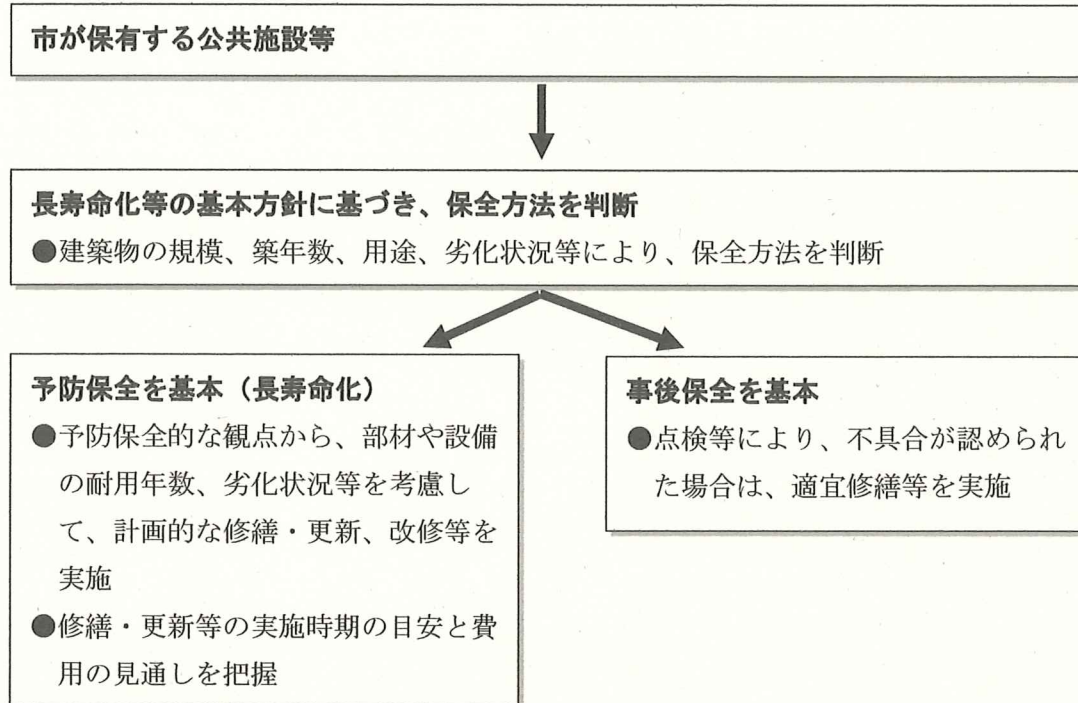 市が保有する公共施設等
長寿命化等の基本方針に基づき、保全方法を判断
●建築物の規模、築年数、用途、劣化状況等により、保全方法を判断
予防保全を基本（長寿命化）
●予防保全的な観点から、部材や設備
の耐用年数、劣化状況等を考慮し
て、計画的な修繕・更新、改修等を
実施
●修繕・更新等の実施時期の目安と費
用の見通しを把握
事後保全を基本
●点検等により、不具合が認められ
た場合は、適宜修繕等を実施